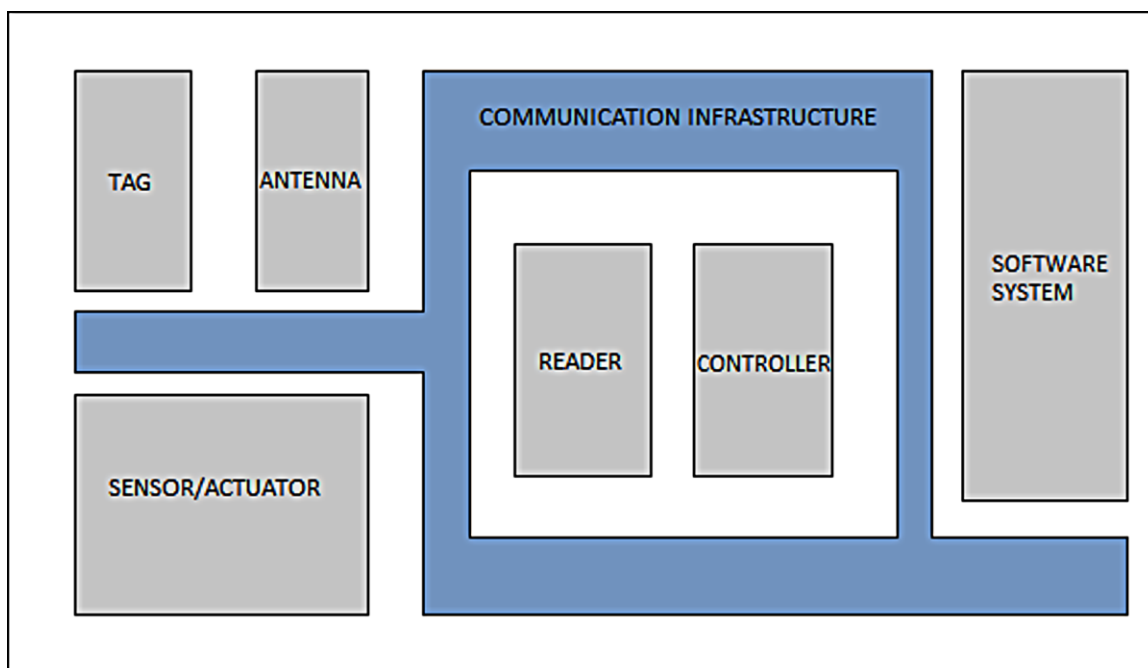 COMMUNICATION INFRASTRUCTURE
TAG
ANTENNA
SOFTWARE
SYSTEM
READER
CONTROLLER
SENSOR/ACTUATOR